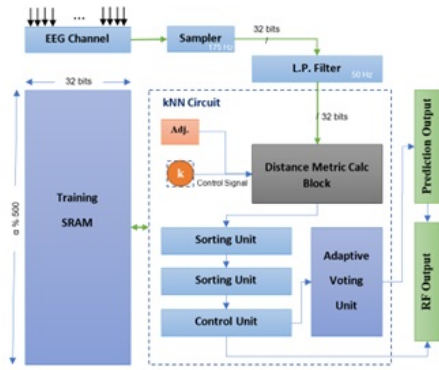 ...
EEG Channel
Sampler
175 Hz
32 bits
L.P. Filter
50 Hz
32 bits
kNN Circuit
32 bits
Adj.
k
Control Signal
Distance Metric Calc
Block
Training
SRAM
α % 500
Sorting Unit
Sorting Unit
Control Unit
Adaptive
Voting
Unit
Prediction Output
RF Output